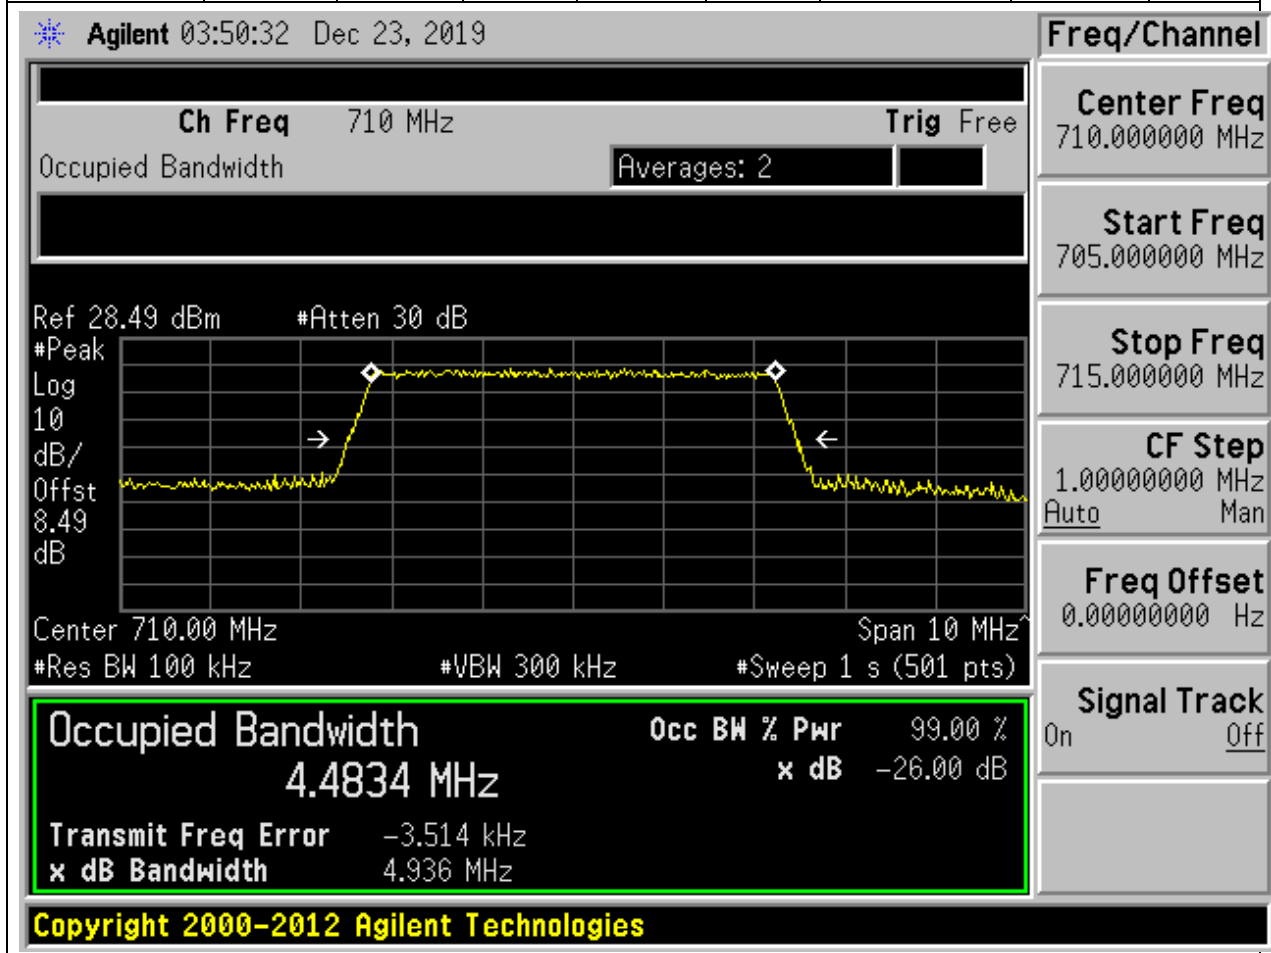 Agilent 03:50:32 Dec 23, 2019
Freq/Channel
Ch Freq 710 MHz Trig Free
Occupied Bandwidth Averages: 2
Center Freq
710.000000 MHz
Start Freq
705.000000 MHz
Stop Freq
715.000000 MHz
CF Step
1.00000000 MHz
Auto Man
Freq Offset
0.00000000 Hz
Signal Track
On Off
Ref 28.49 dBm #Atten 30 dB
#Peak
Log
10
dB/
Offst
8.49
dB
Center 710.00 MHz Span 10 MHz^
#Res BW 100 kHz #VBW 300 kHz #Sweep 1 s (501 pts)
Occupied Bandwidth Occ BW % Pwr 99.00 %
4.4834 MHz x dB -26.00 dB
Transmit Freq Error -3.514 kHz
x dB Bandwidth 4.936 MHz
Copyright 2000-2012 Agilent Technologies